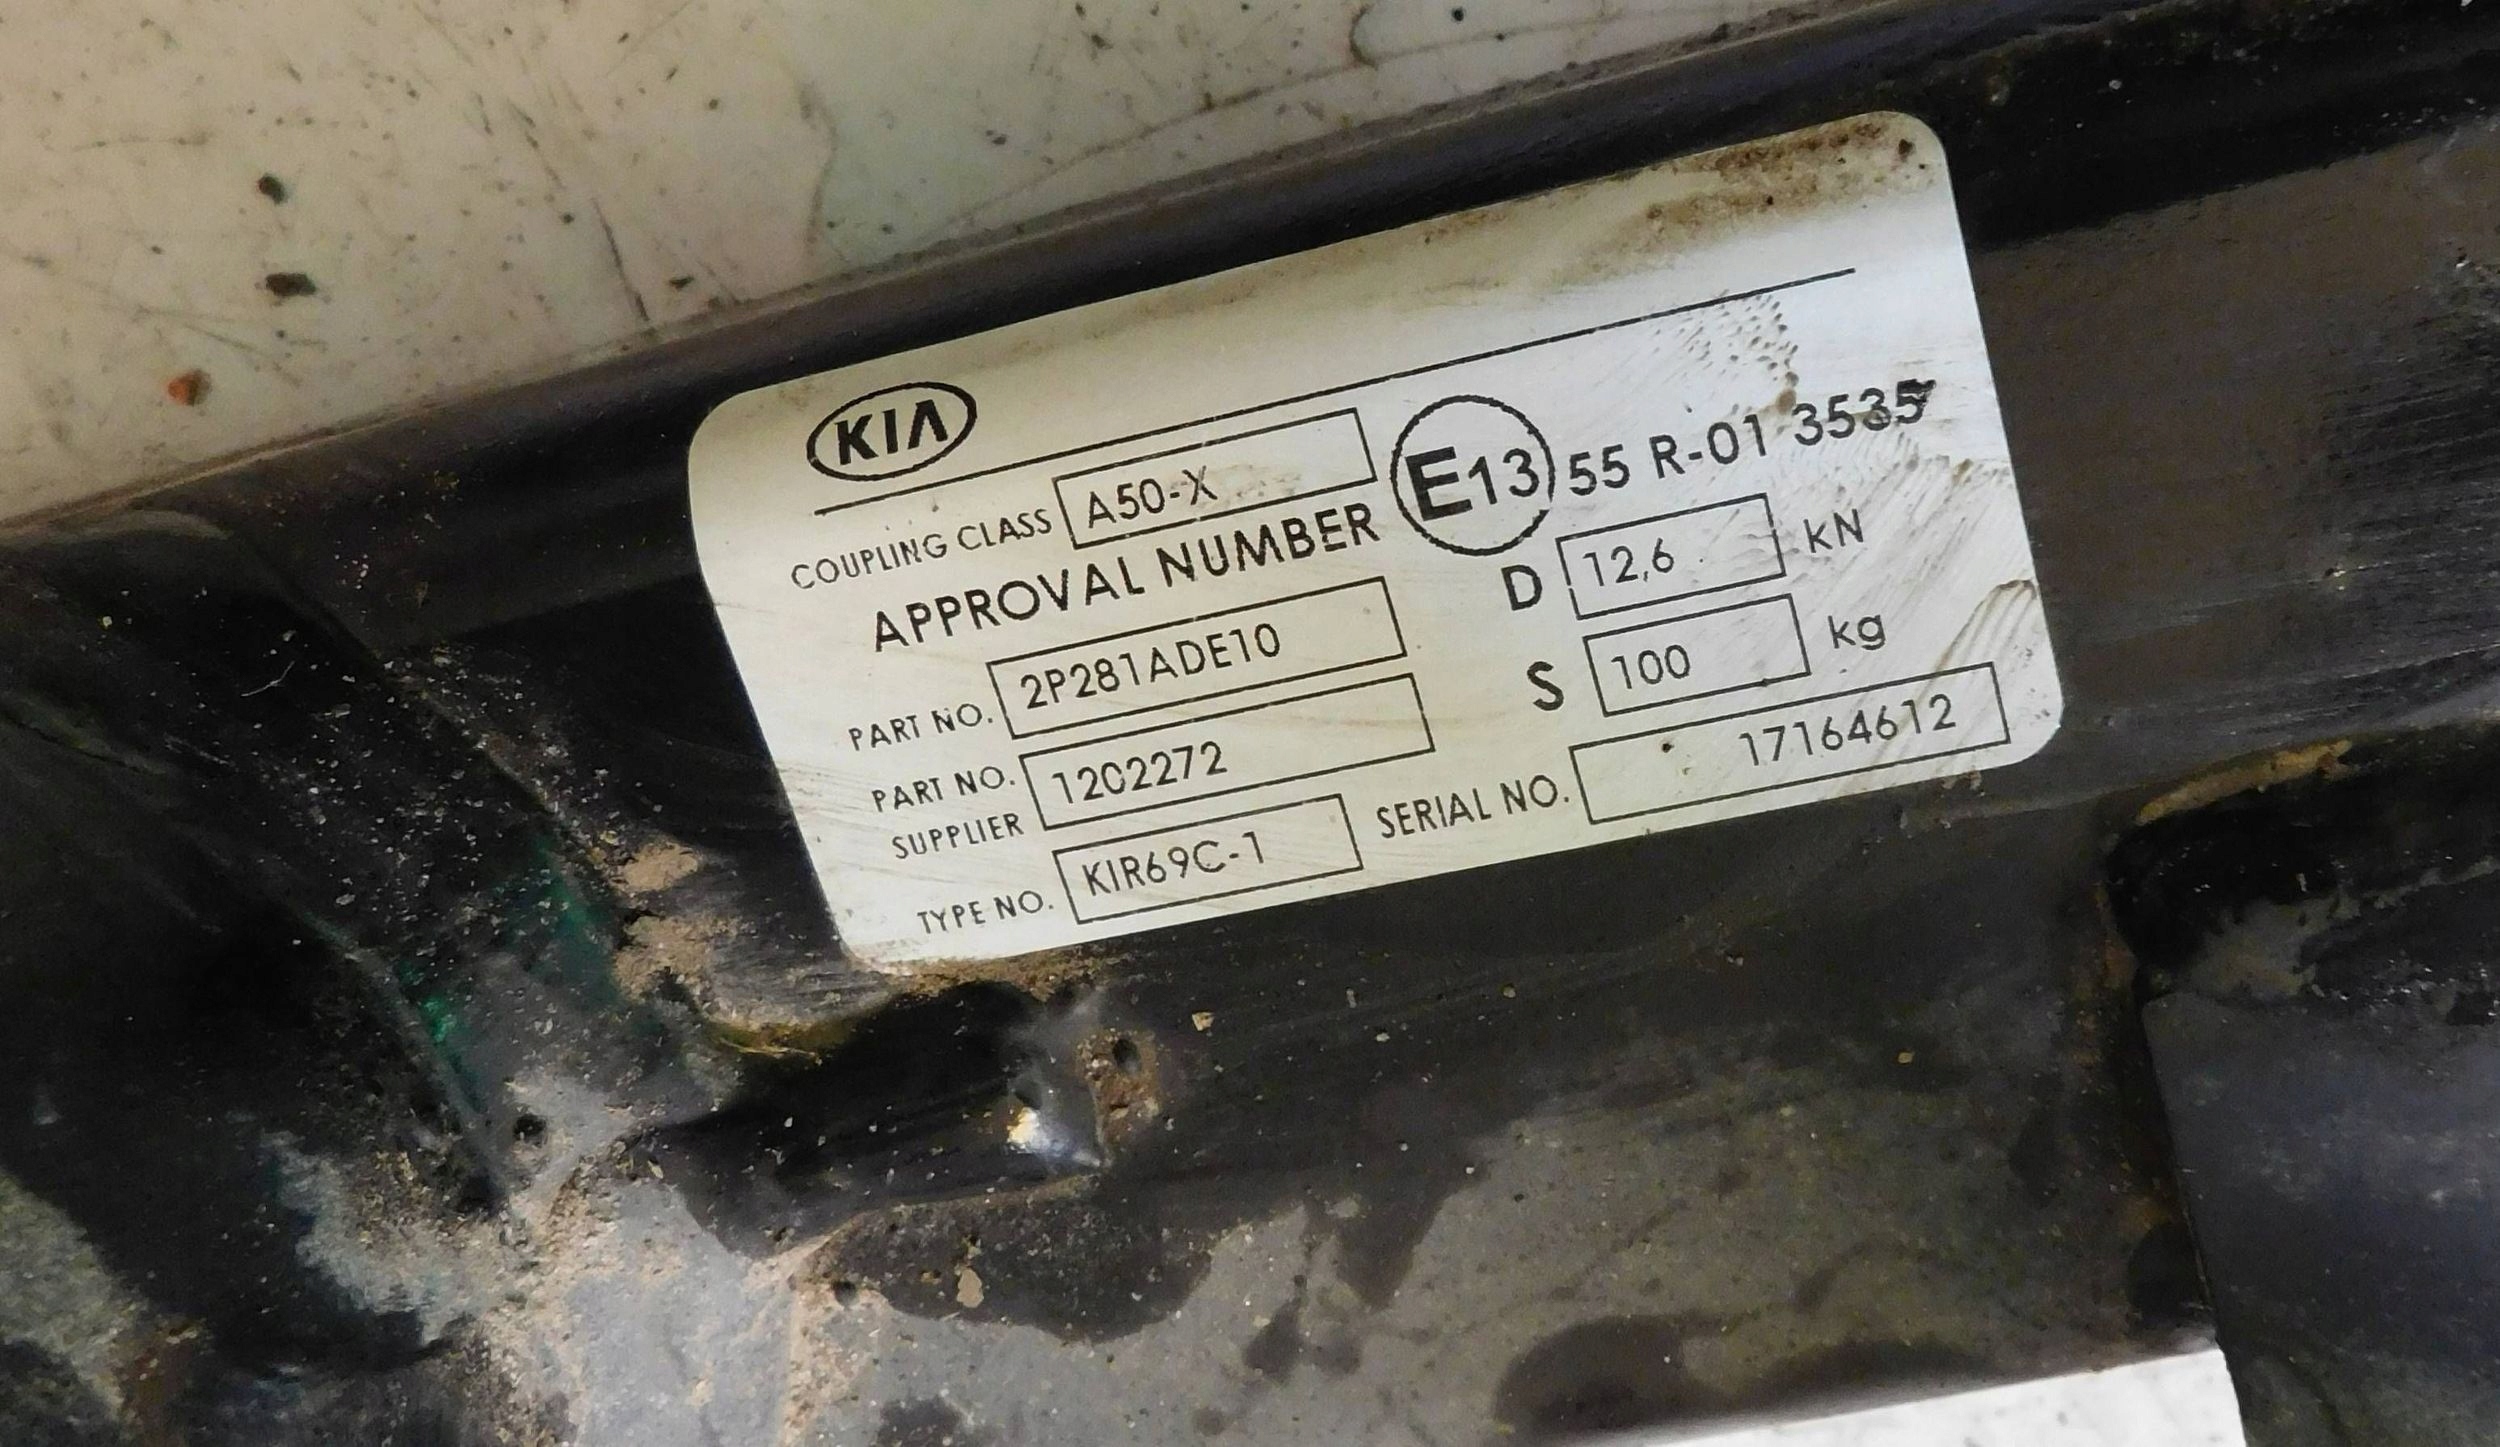 KIA
COUPLING CLASS A50-X
APPROVAL NUMBER E13 55 R-01 3535
PART NO. 2P281ADE10 D 12,6 kN
PART NO. SUPPLIER 1202272 S 100 kg
TYPE NO. KIR69C-1 SERIAL NO. 17164612